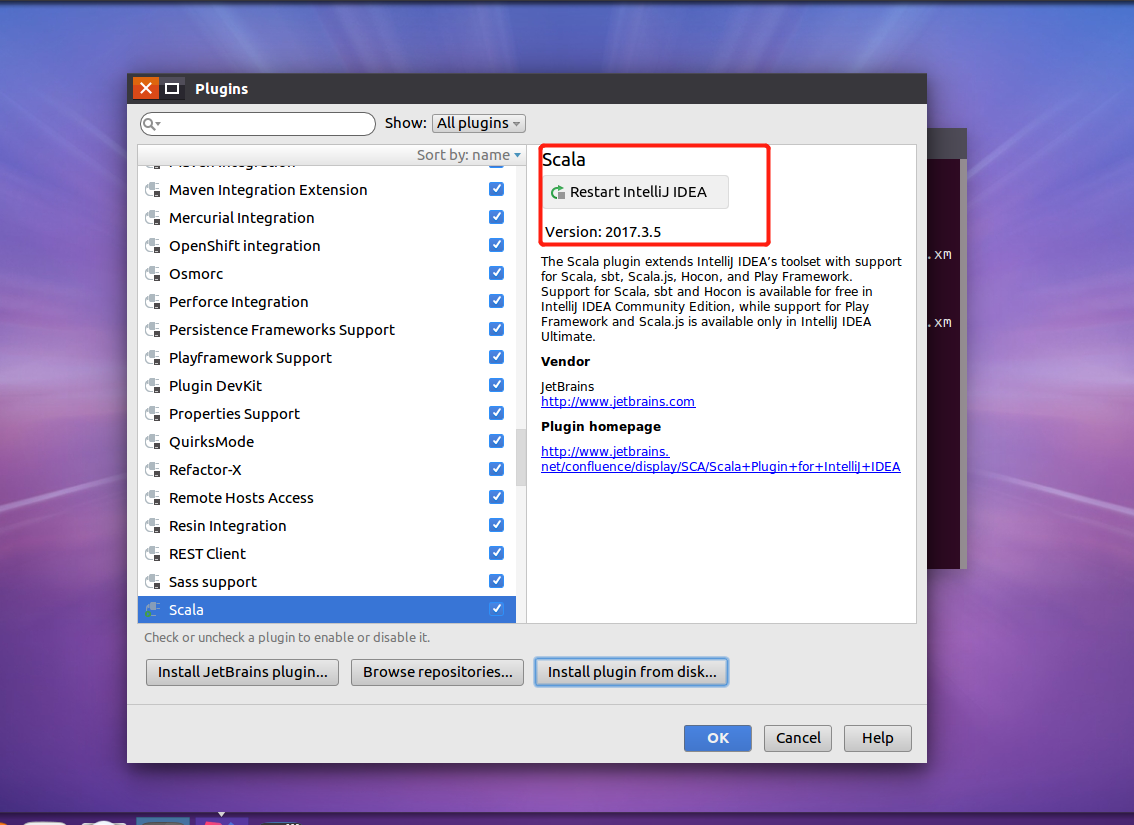 Plugins
Show: All plugins
Sort by: name
Maven Integration Extension
Mercurial Integration
OpenShift integration
Osmorc
Perforce Integration
Persistence Frameworks Support
Playframework Support
Plugin DevKit
Properties Support
QuirksMode
Refactor-X
Remote Hosts Access
Resin Integration
REST Client
Sass support
Scala
Check or uncheck a plugin to enable or disable it.
Scala
Restart IntelliJ IDEA
Version: 2017.3.5
The Scala plugin extends IntelliJ IDEA's toolset with support
for Scala, sbt, Scala.js, Hocon, and Play Framework.
Support for Scala, sbt and Hocon is available for free in
IntelliJ IDEA Community Edition, while support for Play
Framework and Scala.js is available only in IntelliJ IDEA
Ultimate.
Vendor
JetBrains
http://www.jetbrains.com
Plugin homepage
http://www.jetbrains.
net/confluence/display/SCA/Scala+Plugin+for+IntelliJ+IDEA
.xm
.xm
Install JetBrains plugin...
Browse repositories...
Install plugin from disk...
OK
Cancel
Help